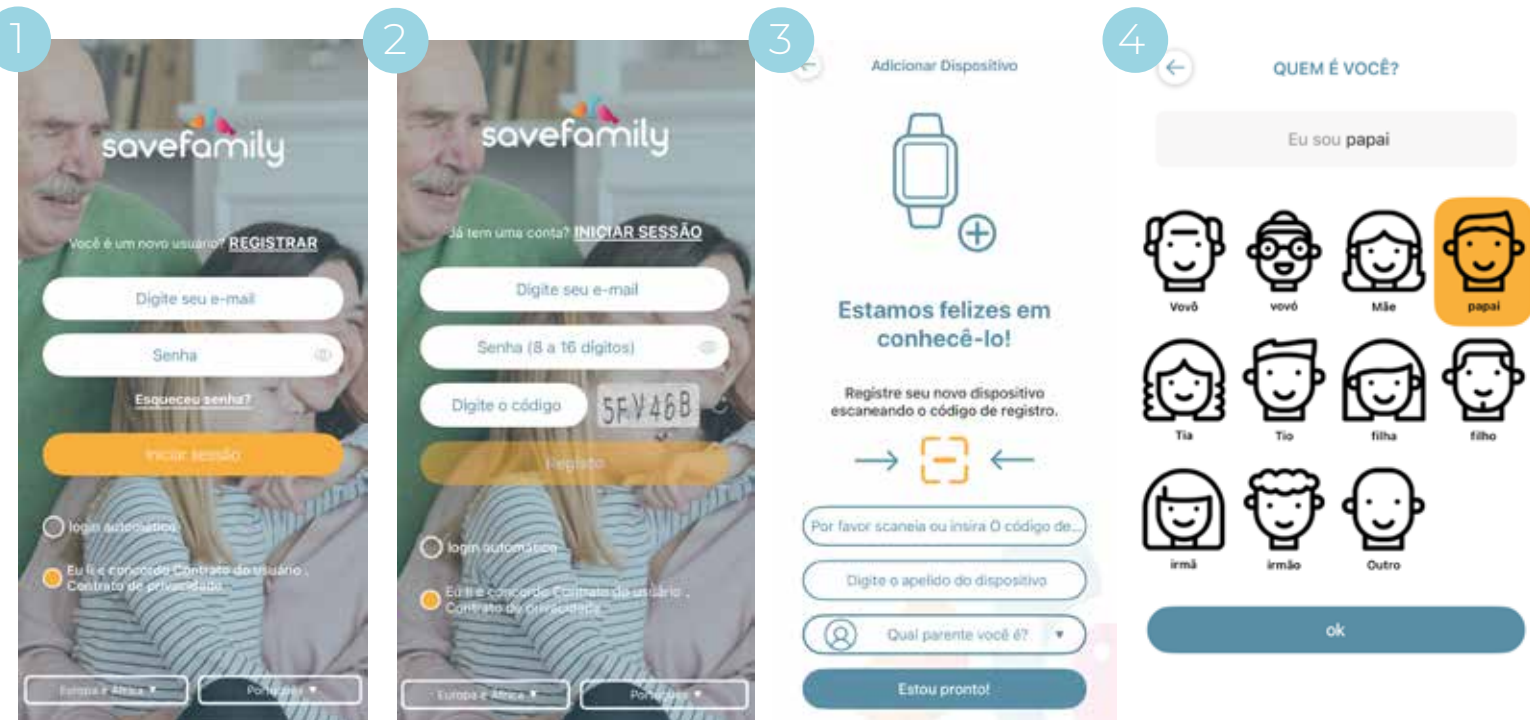 1
savefamily
Você é um novo usuário? REGISTRAR
Digite seu e-mail
Senha
Esqueceu senha?
Iniciar sessão
login automático
Eu li e concordo Contrato do usuário ,
Contrato de privacidade
Europa e África ▼
Português ▼
2
savefamily
Já tem uma conta? INICIAR SESSÃO
Digite seu e-mail
Senha (8 a 16 dígitos)
Digite o código
5FV46B
Registo
login automático
Eu li e concordo Contrato do usuário ,
Contrato de privacidade
Europa e África ▼
Português ▼
3
Adicionar Dispositivo
Estamos felizes em
conhecê-lo!
Registre seu novo dispositivo
escaneando o código de registro.
Por favor scaneia ou insira O código de...
Digite o apelido do dispositivo
Qual parente você é? ▼
Estou pronto!
4
QUEM É VOCÊ?
Eu sou papai
Vovô
vovó
Mãe
papai
Tia
Tio
filha
filho
irmã
irmão
Outro
ok